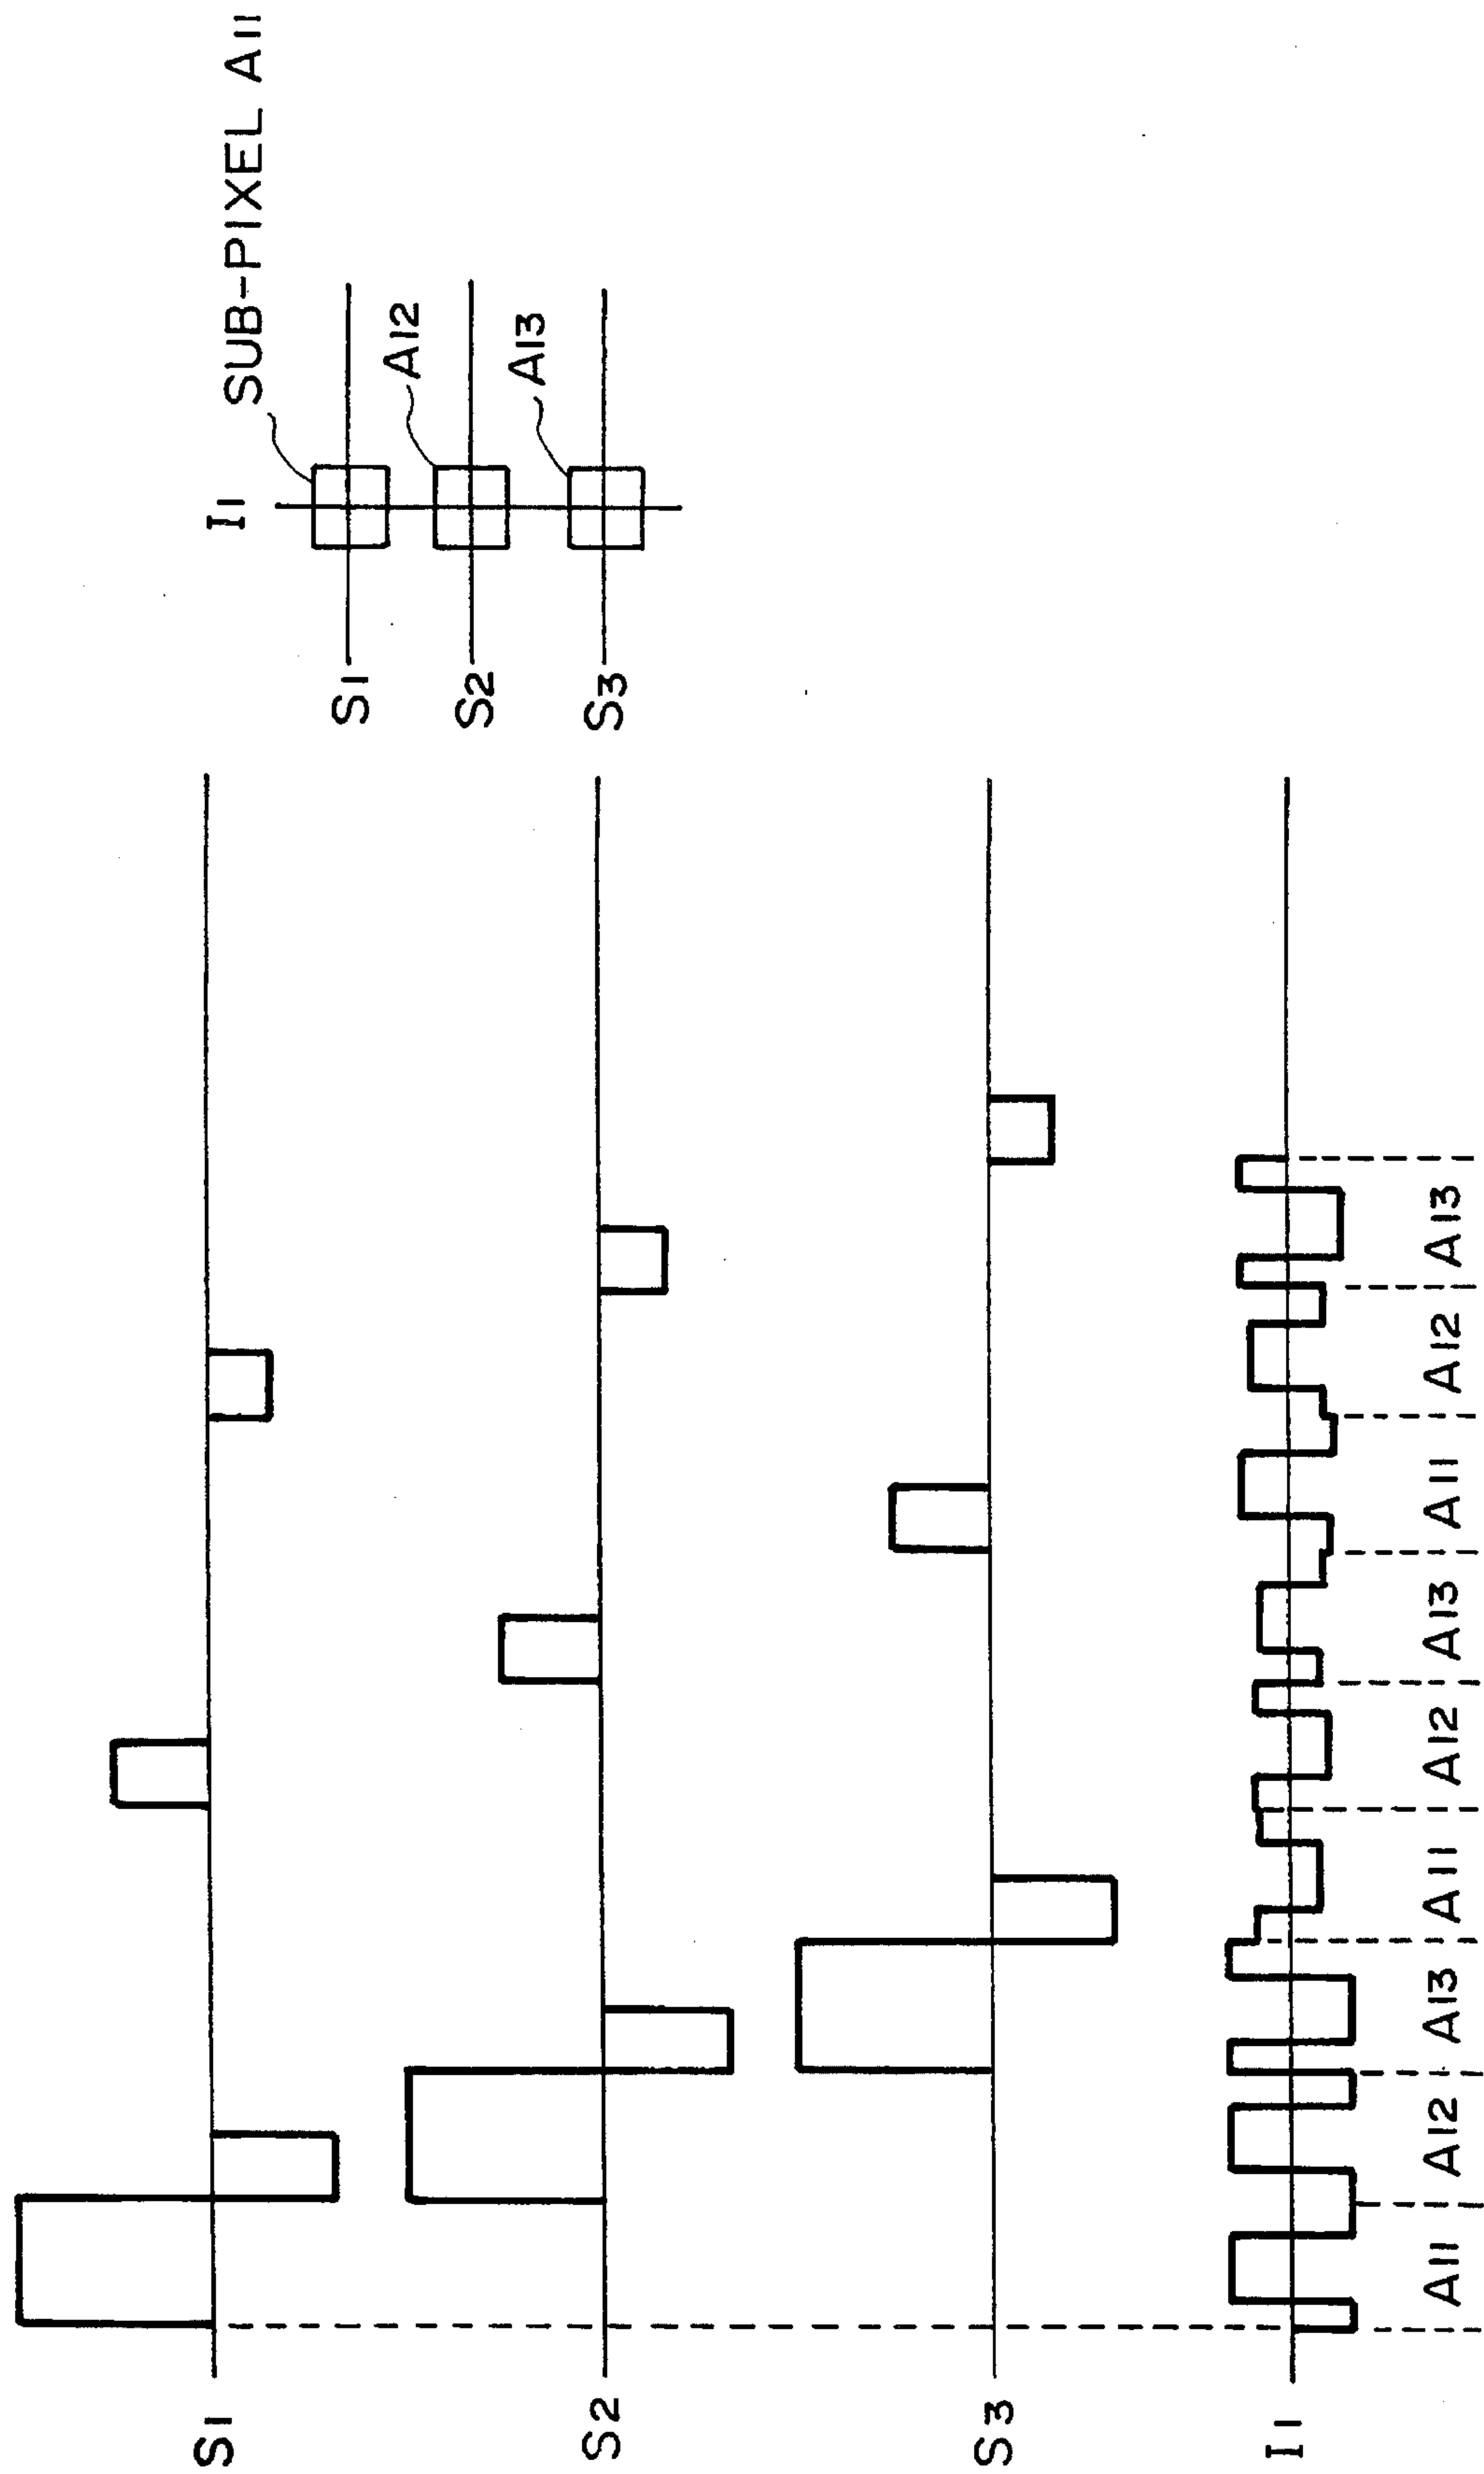 I1
SUB-PIXEL A11
S1
A12
S2
A13
S3
S1
S2
S3
I1
A11 A12 A13 A11 A12 A13 A11 A12 A13